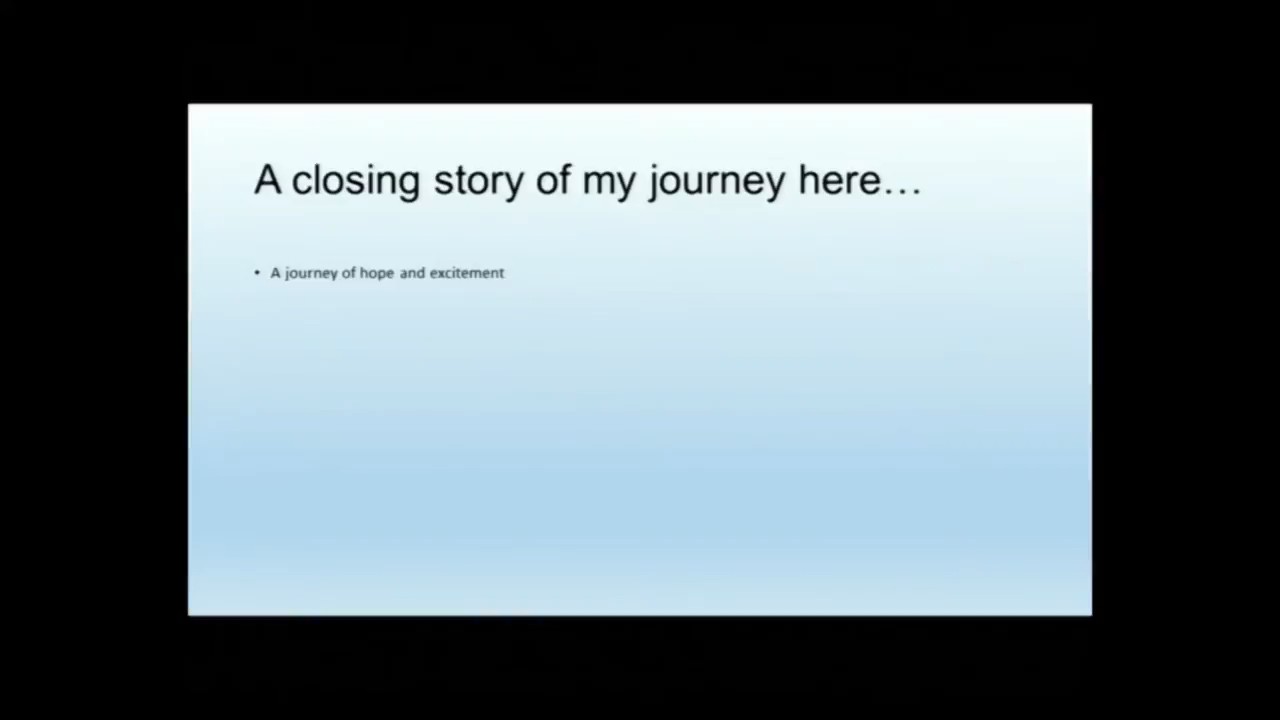 A closing story of my journey here…
• A journey of hope and excitement